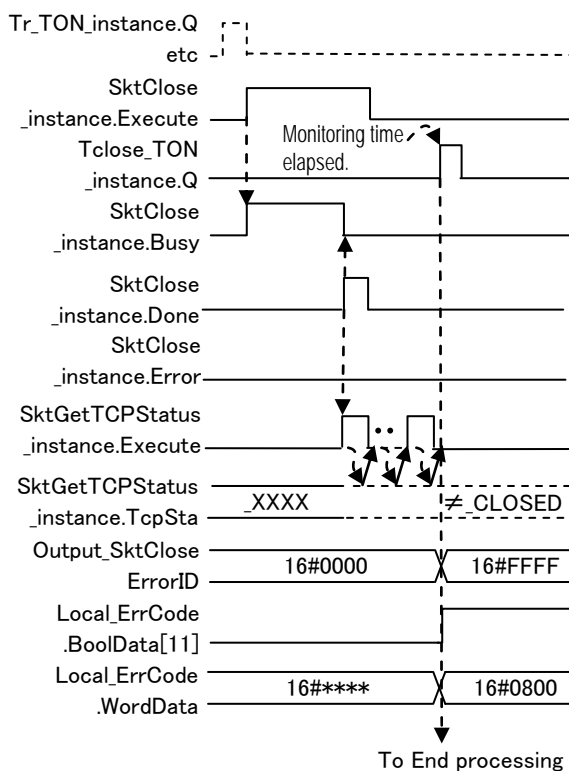 Tr_TON_instance.Q
etc
SktClose
_instance.Execute
Monitoring time
elapsed.
Tclose_TON
_instance.Q
SktClose
_instance.Busy
SktClose
_instance.Done
SktClose
_instance.Error
SktGetTCPStatus
_instance.Execute
SktGetTCPStatus
_instance.TcpSta
_XXXX
≠_CLOSED
Output_SktClose
ErrorID
16#0000
16#FFFF
Local_ErrCode
.BoolData[11]
Local_ErrCode
.WordData
16#****
16#0800
To End processing